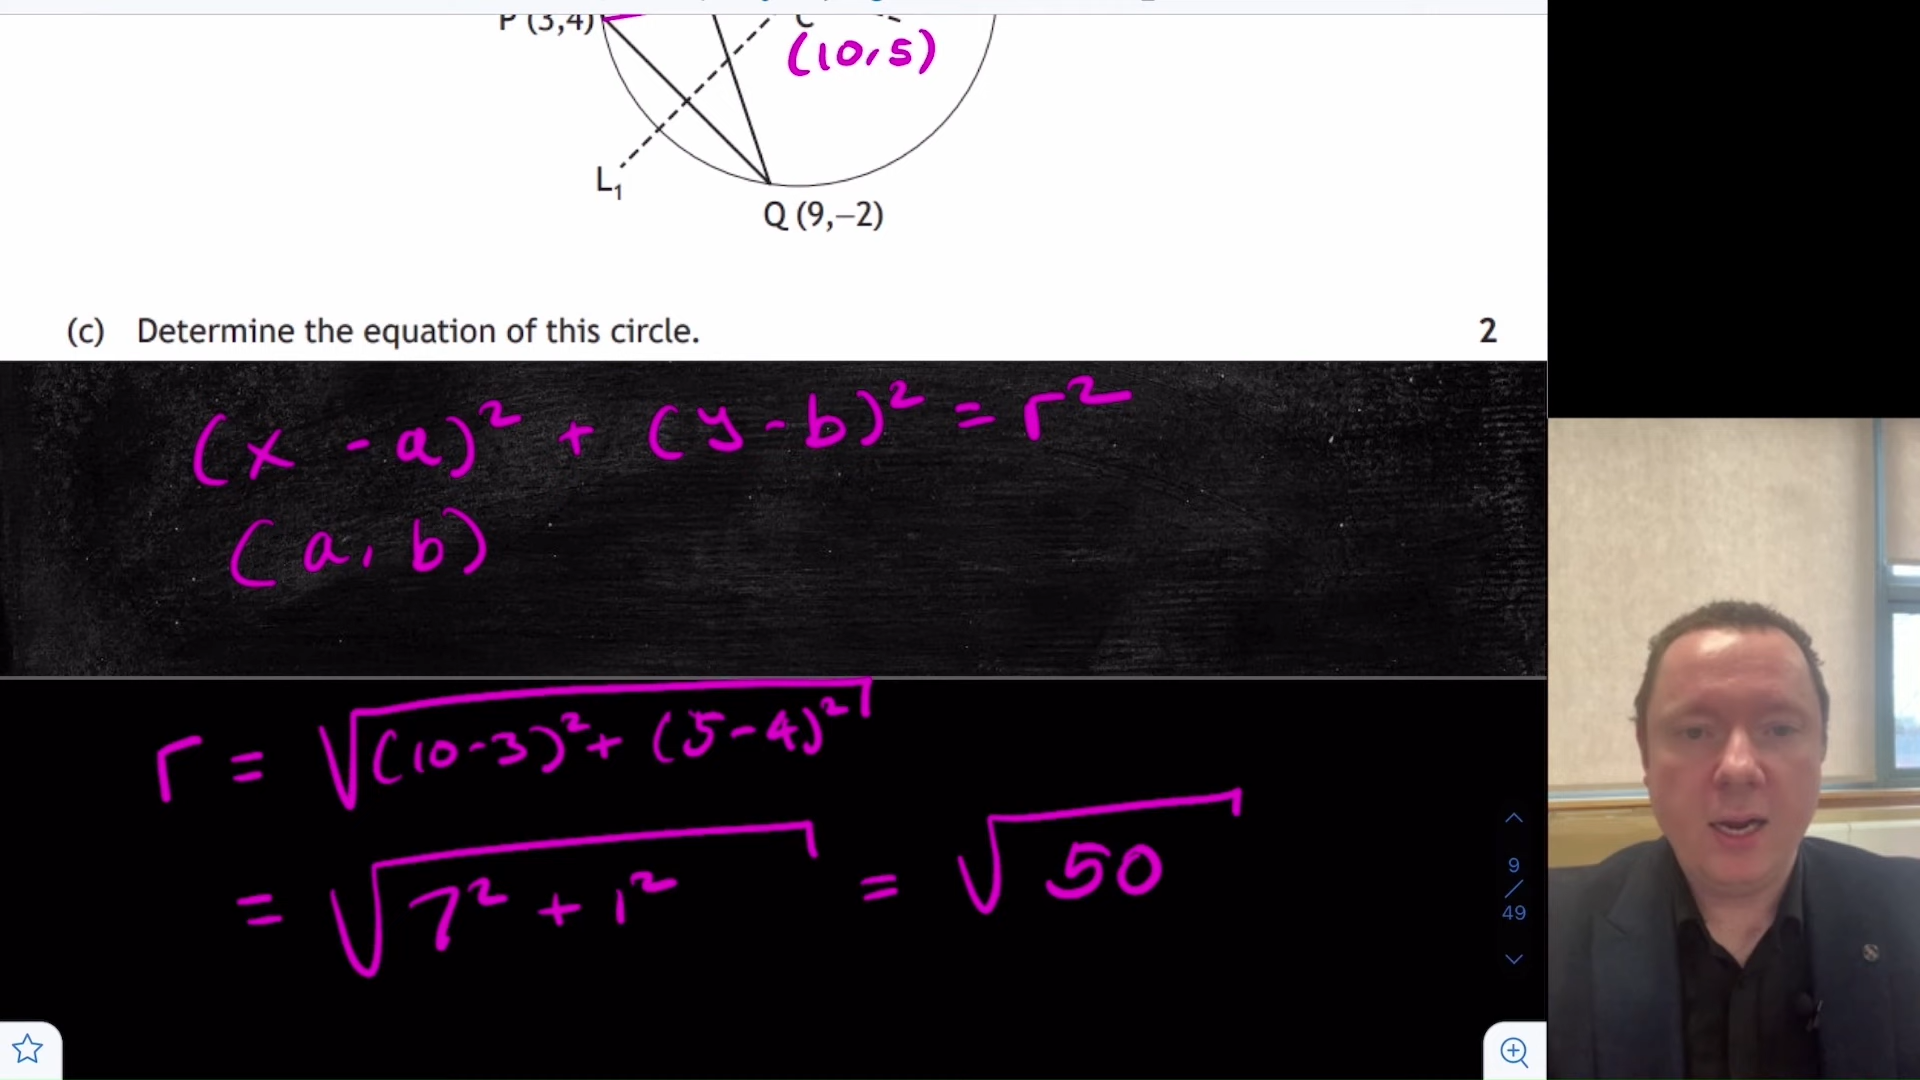 P (3,4)
C
(10,5)
L₁
Q (9,–2)
(c) Determine the equation of this circle. 2
(x - a)² + (y - b)² = r²
(a, b)
r = √(10-3)² + (5-4)²
= √7² + 1² = √50
9
/
49